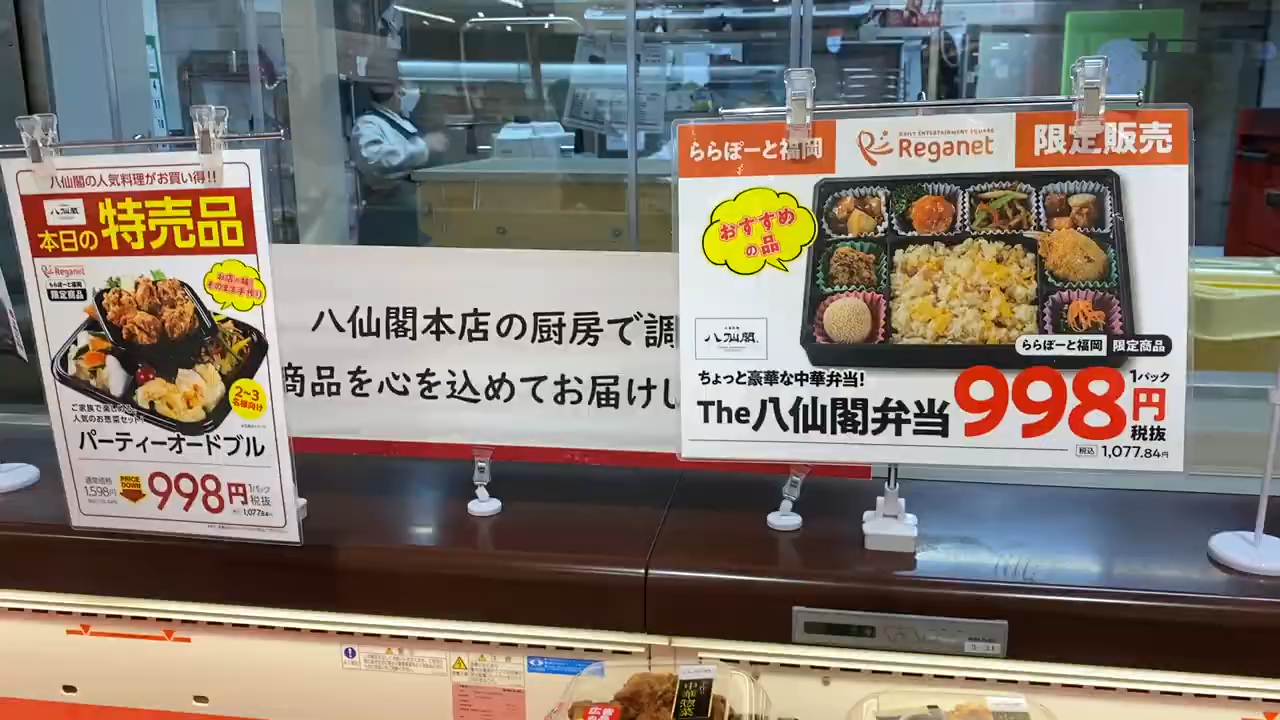 八仙閣の人気料理がお買い得!!
八仙閣
本日の 特売品
Reganet
ららぽーと福岡
限定商品
2~3
名様向け
ご家族で楽しめる
人気のお惣菜セット
パーティーオードブル
通常価格
1,598円
PRICE DOWN
998円
1パック
税抜
1,077.84円
八仙閣本店の厨房で調
商品を心を込めてお届けし
ららぽーと福岡
DAILY ENTERTAINMENT SQUARE
Reganet
限定販売
おすすめ
の品
八仙閣
ららぽーと福岡 限定商品
ちょっと豪華な中華弁当!
The八仙閣弁当
998円
1パック
税抜
税込 1,077.84円
広告
の品
中華惣菜